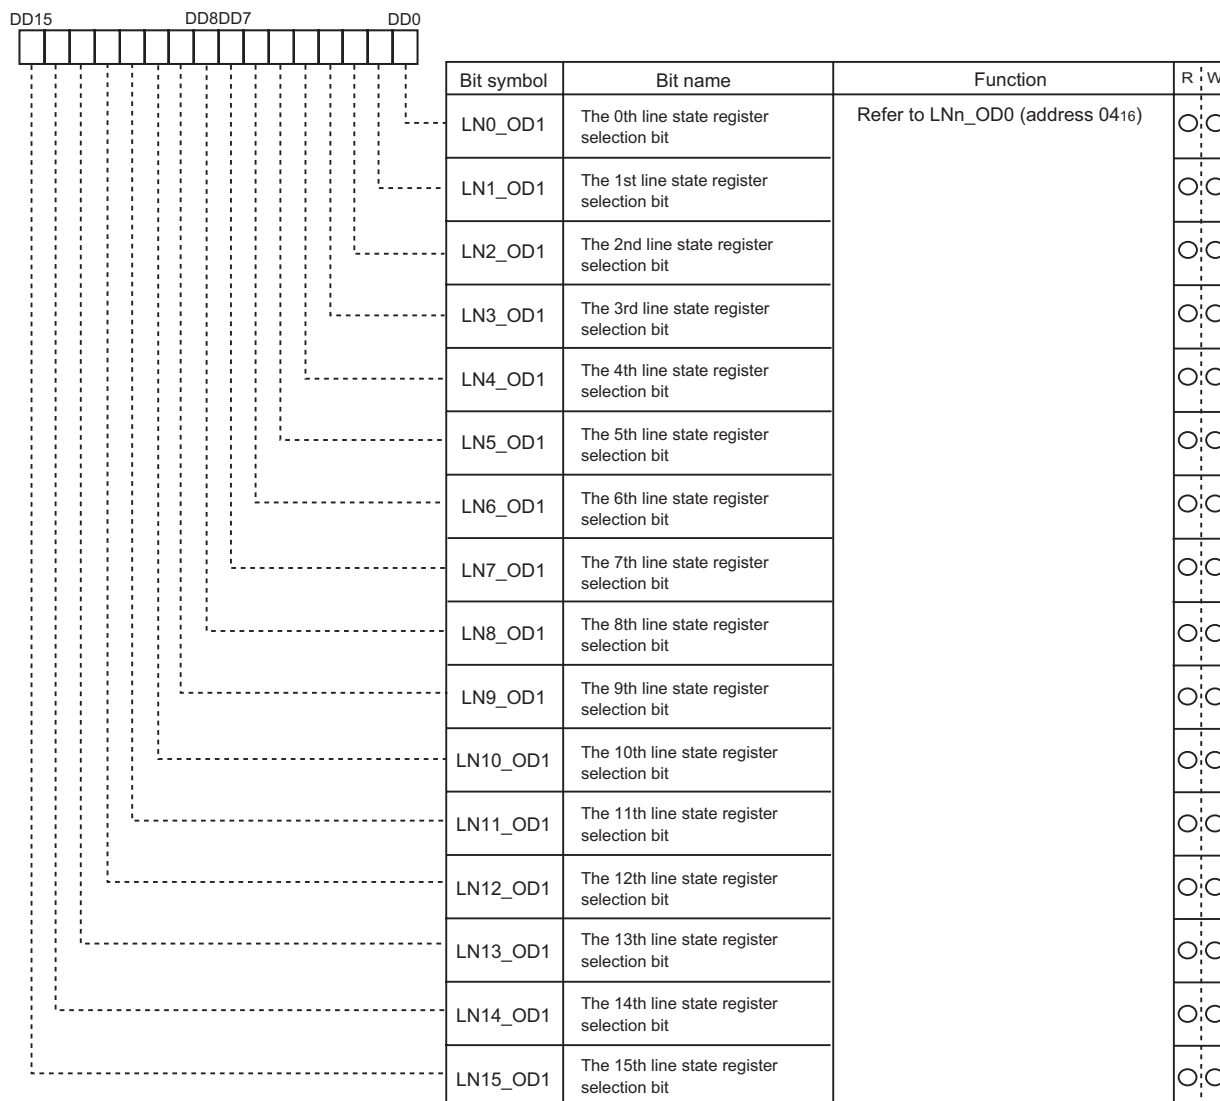 DD15 DD8DD7 DD0
Bit symbol Bit name Function R W
LN0_OD1 The 0th line state register selection bit Refer to LNn_OD0 (address 0416)
LN1_OD1 The 1st line state register selection bit
LN2_OD1 The 2nd line state register selection bit
LN3_OD1 The 3rd line state register selection bit
LN4_OD1 The 4th line state register selection bit
LN5_OD1 The 5th line state register selection bit
LN6_OD1 The 6th line state register selection bit
LN7_OD1 The 7th line state register selection bit
LN8_OD1 The 8th line state register selection bit
LN9_OD1 The 9th line state register selection bit
LN10_OD1 The 10th line state register selection bit
LN11_OD1 The 11th line state register selection bit
LN12_OD1 The 12th line state register selection bit
LN13_OD1 The 13th line state register selection bit
LN14_OD1 The 14th line state register selection bit
LN15_OD1 The 15th line state register selection bit